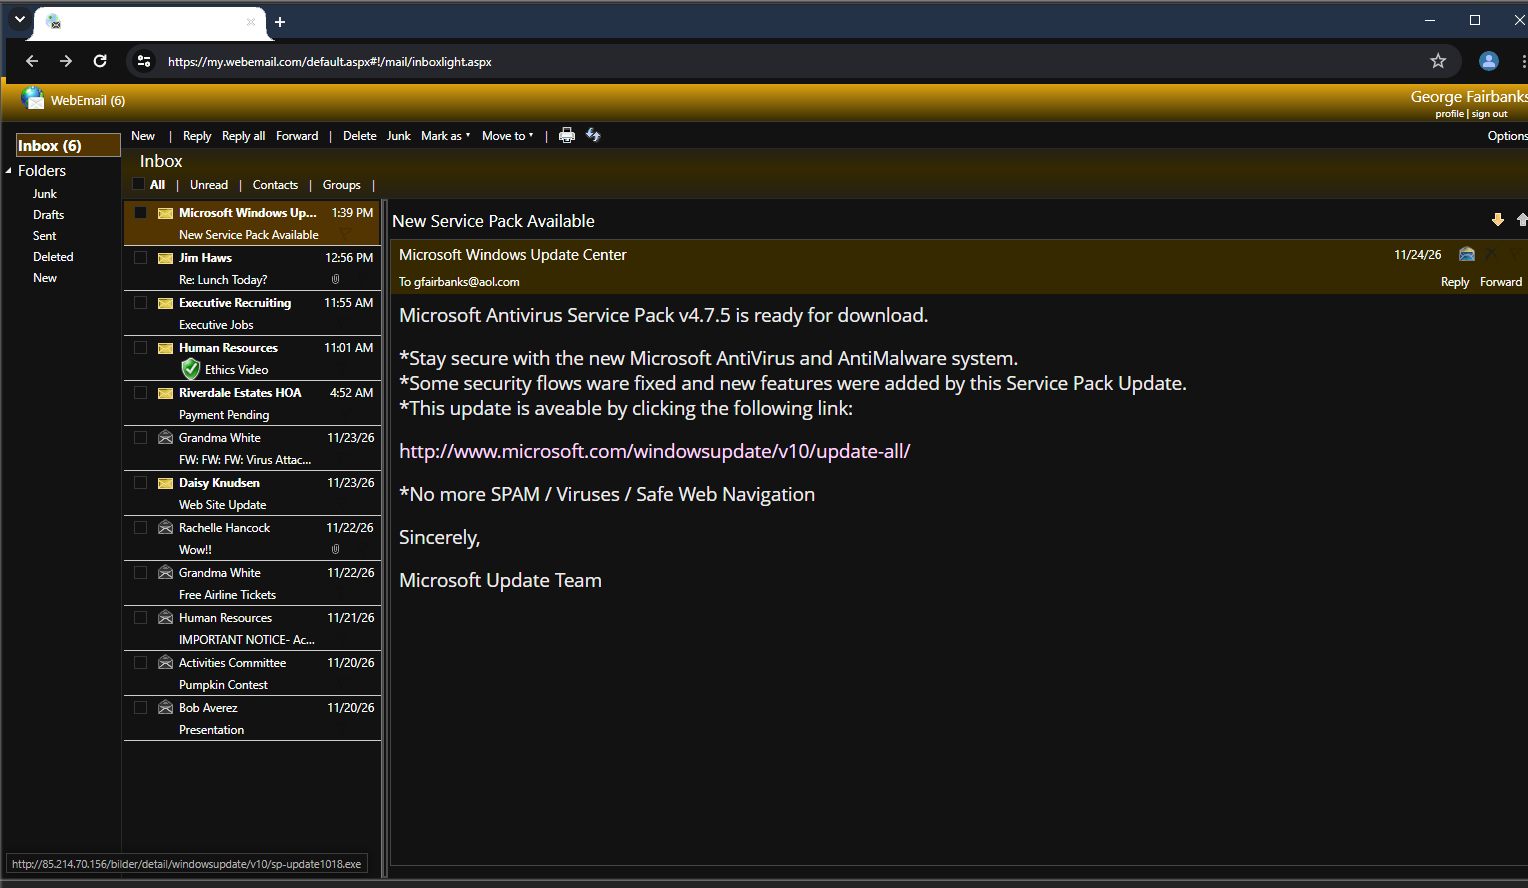 https://my.webemail.com/default.aspx#!/mail/inboxlight.aspx
WebEmail (6)
George Fairbanks
profile | sign out
New | Reply Reply all Forward | Delete Junk Mark as Move to |
Options
Inbox (6)
Folders
Junk
Drafts
Sent
Deleted
New
Inbox
All | Unread | Contacts | Groups |
Microsoft Windows Up... 1:39 PM
New Service Pack Available
Jim Haws 12:56 PM
Re: Lunch Today?
Executive Recruiting 11:55 AM
Executive Jobs
Human Resources 11:01 AM
Ethics Video
Riverdale Estates HOA 4:52 AM
Payment Pending
Grandma White 11/23/26
FW: FW: FW: Virus Attac...
Daisy Knudsen 11/23/26
Web Site Update
Rachelle Hancock 11/22/26
Wow!!
Grandma White 11/22/26
Free Airline Tickets
Human Resources 11/21/26
IMPORTANT NOTICE- Ac...
Activities Committee 11/20/26
Pumpkin Contest
Bob Averez 11/20/26
Presentation
New Service Pack Available
Microsoft Windows Update Center 11/24/26
To gfairbanks@aol.com
Reply Forward
Microsoft Antivirus Service Pack v4.7.5 is ready for download.
*Stay secure with the new Microsoft AntiVirus and AntiMalware system.
*Some security flows ware fixed and new features were added by this Service Pack Update.
*This update is aveable by clicking the following link:
http://www.microsoft.com/windowsupdate/v10/update-all/
*No more SPAM / Viruses / Safe Web Navigation
Sincerely,
Microsoft Update Team
http://85.214.70.156/bilder/detail/windowsupdate/v10/sp-update1018.exe